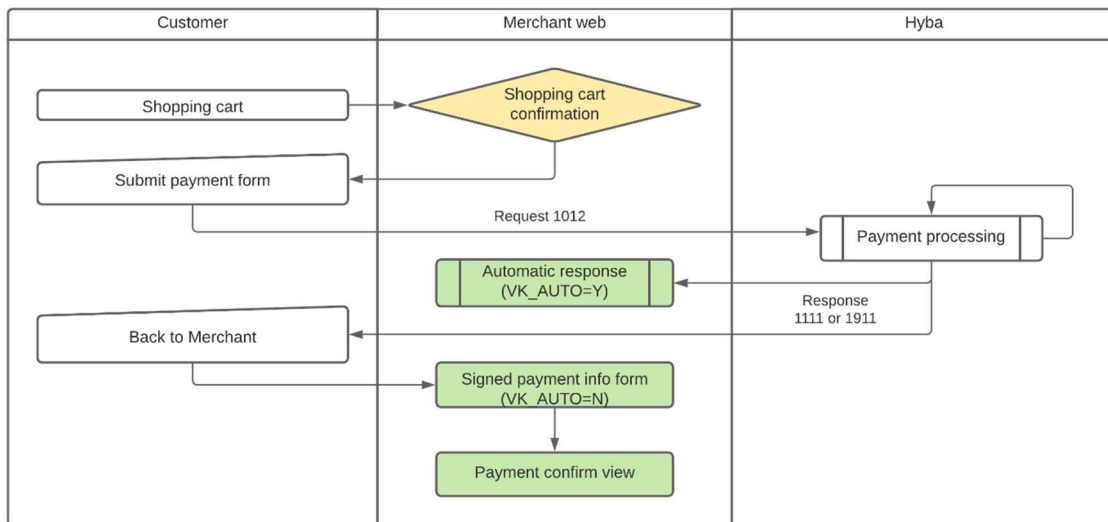 Customer
Merchant web
Hyba
Shopping cart
Shopping cart
confirmation
Submit payment form
Request 1012
Payment processing
Automatic response
(VK_AUTO=Y)
Response
1111 or 1911
Back to Merchant
Signed payment info form
(VK_AUTO=N)
Payment confirm view